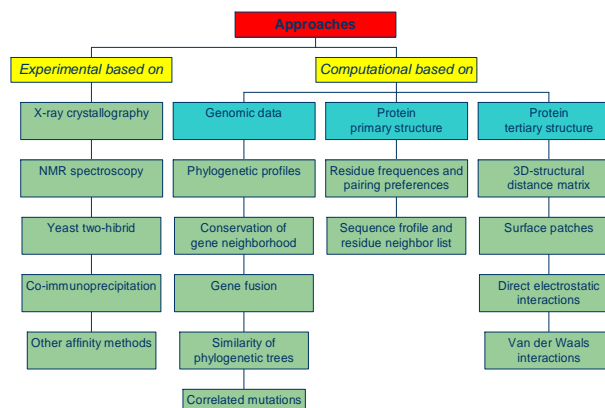 Approaches
Experimental based on
Computational based on
X-ray crystallography
Genomic data
Protein
primary structure
Protein
tertiary structure
NMR spectroscopy
Phylogenetic profiles
Residue frequences and
pairing preferences
3D-structural
distance matrix
Yeast two-hibrid
Conservation of
gene neighborhood
Sequence frofile and
residue neighbor list
Surface patches
Co-immunoprecipitation
Gene fusion
Direct electrostatic
interactions
Other affinity methods
Similarity of
phylogenetic trees
Van der Waals
interactions
Correlated mutations